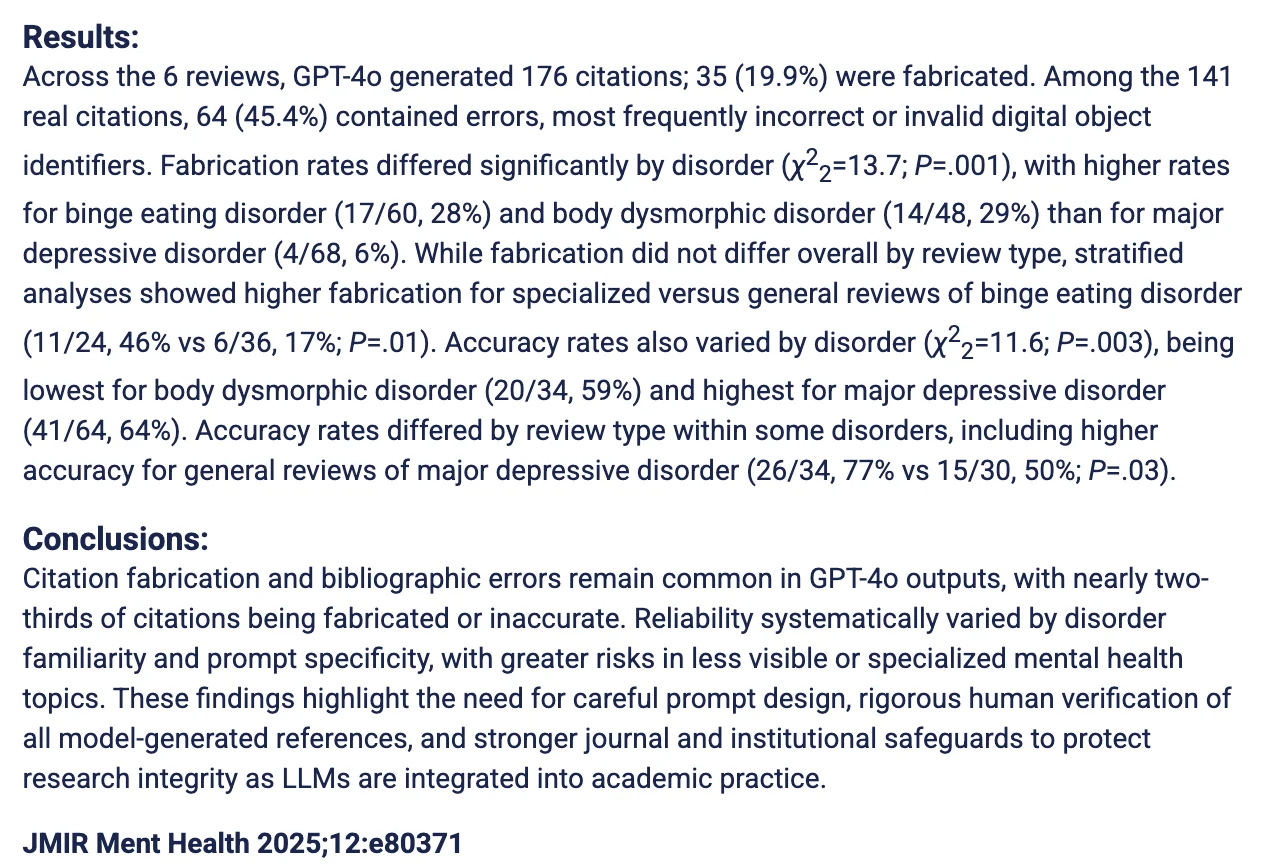 Results:
Across the 6 reviews, GPT-4o generated 176 citations; 35 (19.9%) were fabricated. Among the 141
real citations, 64 (45.4%) contained errors, most frequently incorrect or invalid digital object
identifiers. Fabrication rates differed significantly by disorder (χ²₂=13.7; P=.001), with higher rates
for binge eating disorder (17/60, 28%) and body dysmorphic disorder (14/48, 29%) than for major
depressive disorder (4/68, 6%). While fabrication did not differ overall by review type, stratified
analyses showed higher fabrication for specialized versus general reviews of binge eating disorder
(11/24, 46% vs 6/36, 17%; P=.01). Accuracy rates also varied by disorder (χ²₂=11.6; P=.003), being
lowest for body dysmorphic disorder (20/34, 59%) and highest for major depressive disorder
(41/64, 64%). Accuracy rates differed by review type within some disorders, including higher
accuracy for general reviews of major depressive disorder (26/34, 77% vs 15/30, 50%; P=.03).
Conclusions:
Citation fabrication and bibliographic errors remain common in GPT-4o outputs, with nearly two-
thirds of citations being fabricated or inaccurate. Reliability systematically varied by disorder
familiarity and prompt specificity, with greater risks in less visible or specialized mental health
topics. These findings highlight the need for careful prompt design, rigorous human verification of
all model-generated references, and stronger journal and institutional safeguards to protect
research integrity as LLMs are integrated into academic practice.
JMIR Ment Health 2025;12:e80371